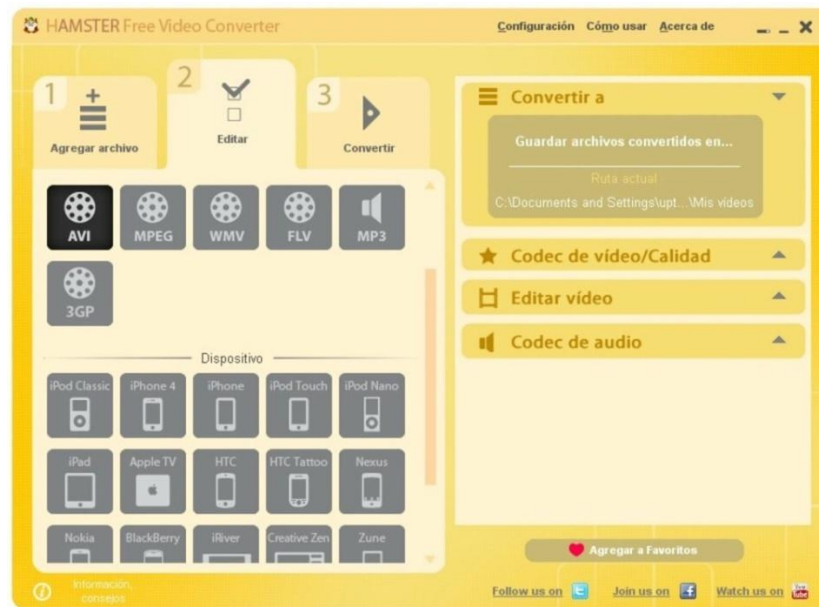 HAMSTER Free Video Converter
Configuración Cómo usar Acerca de
1
Agregar archivo
2
Editar
3
Convertir
AVI
MPEG
WMV
FLV
MP3
3GP
Dispositivo
iPod Classic
iPhone 4
iPhone
iPod Touch
iPod Nano
iPad
Apple TV
HTC
HTC Tattoo
Nexus
Nokia
BlackBerry
iRiver
Creative Zen
Zune
Convertir a
Guardar archivos convertidos en...
Ruta actual
C:\Documents and Settings\upt...\Mis vídeos
Codec de vídeo/Calidad
Editar vídeo
Codec de audio
Agregar a Favoritos
Información,
consejos
Follow us on
Join us on
Watch us on
You
Tube